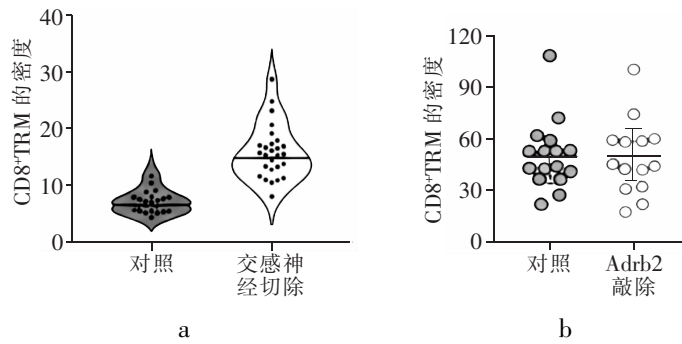 CD8⁺TRM 的密度
40
30
20
10
0
对照
交感神
经切除
a
CD8⁺TRM 的密度
120
90
60
30
0
对照
Adrb2
敲除
b